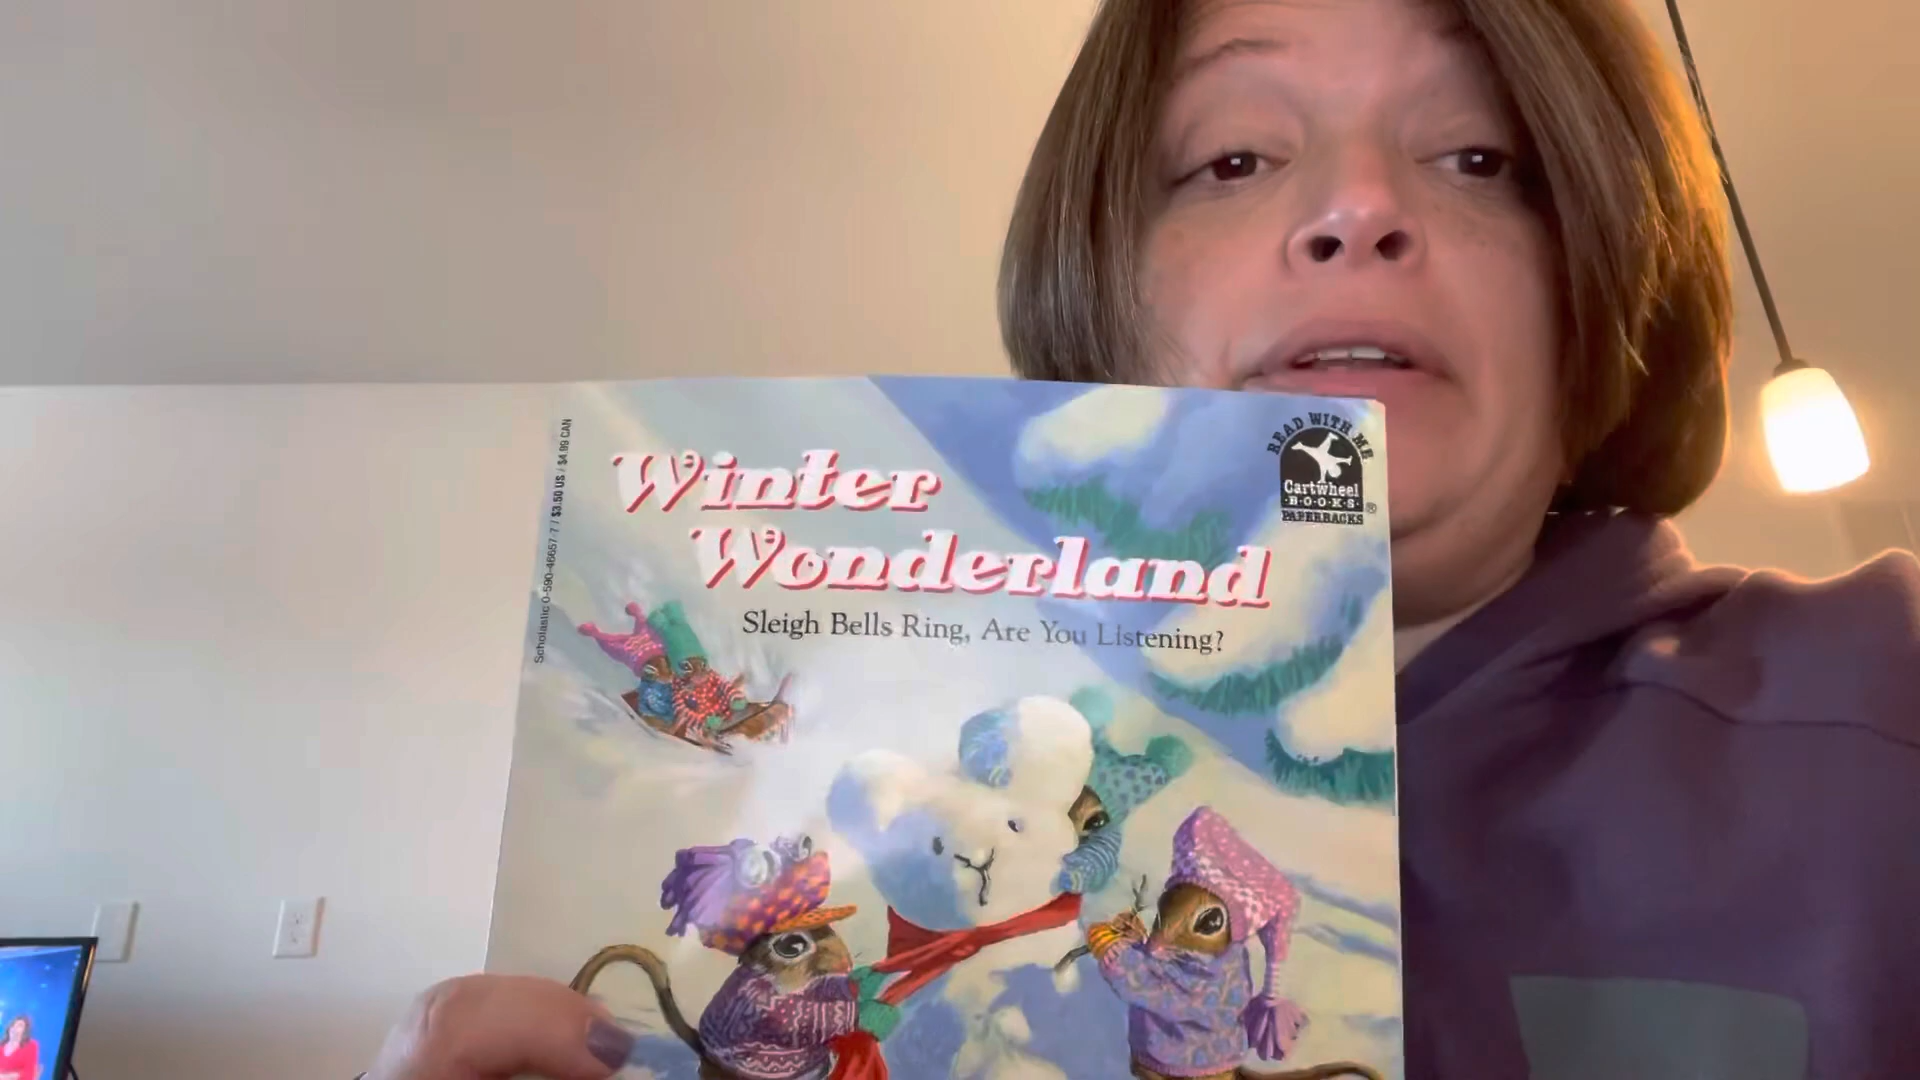 Scholastic 0-590-46657-7 / $3.50 US / $4.99 CAN
Winter
Wonderland
Sleigh Bells Ring, Are You Listening?
READ WITH ME
Cartwheel
·B·O·O·K·S·®
PAPERBACKS